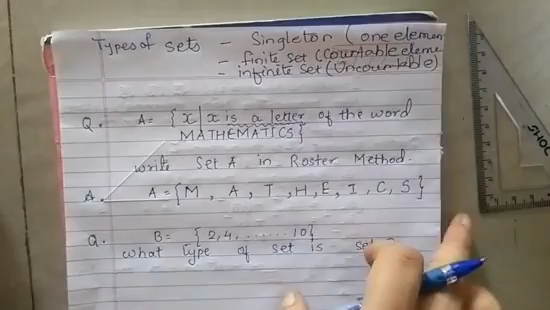 Types of sets - Singleton (one elemen
- finite set (Countable eleme
- infinite set (Uncountable)
Q. A= {x|x is a letter of the word
MATHEMATICS}
write Set A in Roster Method.
A. A={M, A, T, H, E, I, C, S}
Q. B= {2,4,.......10}
what type of set is set